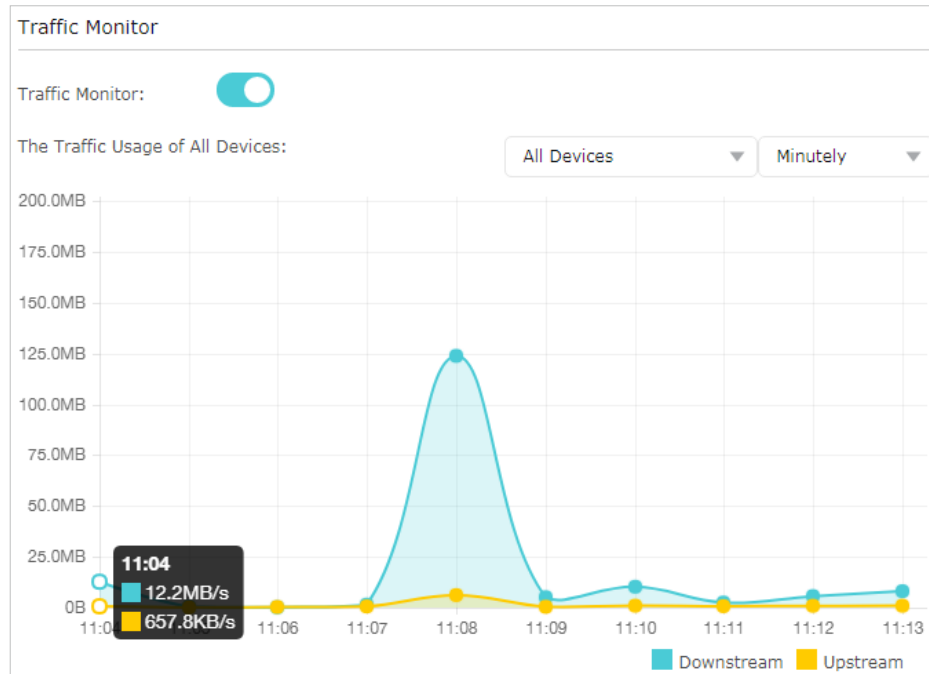 Traffic Monitor
Traffic Monitor:
The Traffic Usage of All Devices:
All Devices
Minutely
200.0MB
175.0MB
150.0MB
125.0MB
100.0MB
75.0MB
50.0MB
25.0MB
0B
11:04
12.2MB/s
657.8KB/s
11:04
11:06
11:07
11:08
11:09
11:10
11:11
11:12
11:13
Downstream
Upstream